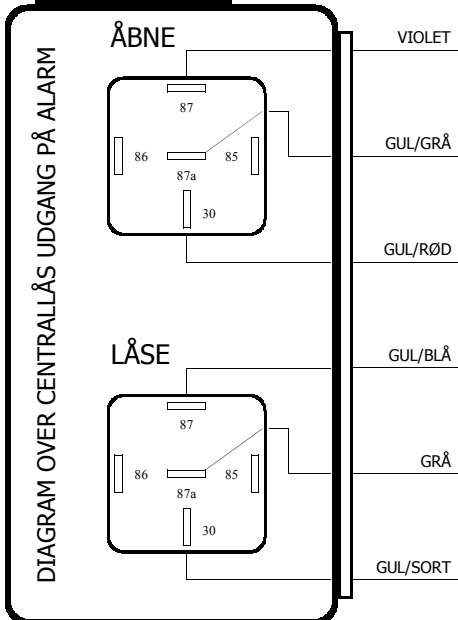 DIAGRAM OVER CENTRALLÅS UDGANG PÅ ALARM
ÅBNE
87
86
87a
85
30
VIOLET
GUL/GRÅ
GUL/RØD
LÅSE
87
86
87a
85
30
GUL/BLÅ
GRÅ
GUL/SORT